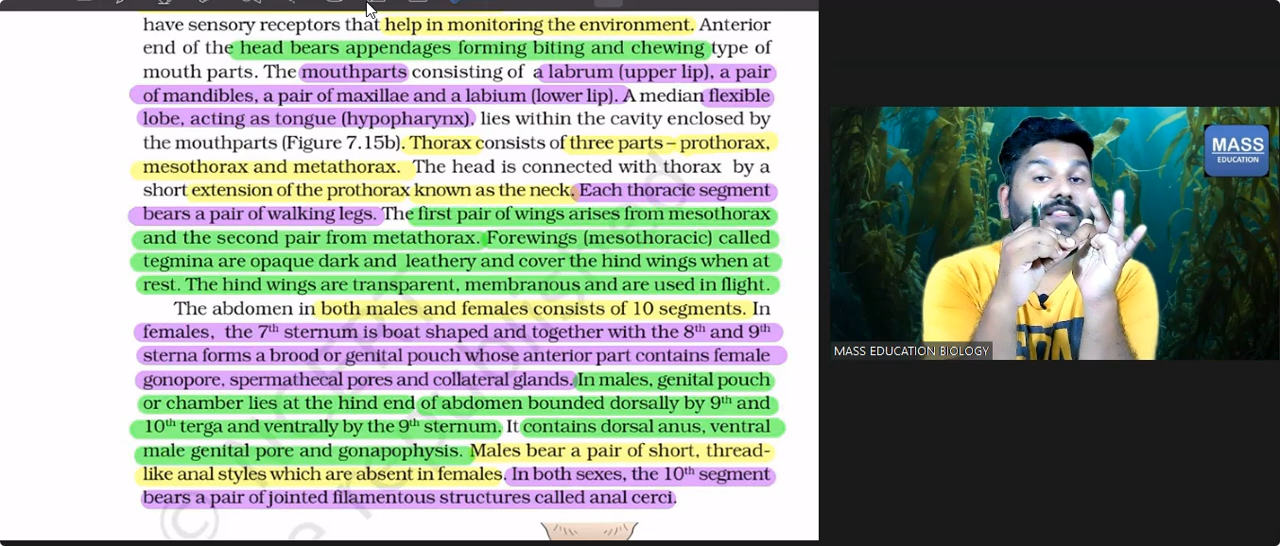 have sensory receptors that help in monitoring the environment. Anterior
end of the head bears appendages forming biting and chewing type of
mouth parts. The mouthparts consisting of a labrum (upper lip), a pair
of mandibles, a pair of maxillae and a labium (lower lip). A median flexible
lobe, acting as tongue (hypopharynx), lies within the cavity enclosed by
the mouthparts (Figure 7.15b). Thorax consists of three parts – prothorax,
mesothorax and metathorax. The head is connected with thorax by a
short extension of the prothorax known as the neck. Each thoracic segment
bears a pair of walking legs. The first pair of wings arises from mesothorax
and the second pair from metathorax. Forewings (mesothoracic) called
tegmina are opaque dark and leathery and cover the hind wings when at
rest. The hind wings are transparent, membranous and are used in flight.
The abdomen in both males and females consists of 10 segments. In
females, the 7th sternum is boat shaped and together with the 8th and 9th
sterna forms a brood or genital pouch whose anterior part contains female
gonopore, spermathecal pores and collateral glands. In males, genital pouch
or chamber lies at the hind end of abdomen bounded dorsally by 9th and
10th terga and ventrally by the 9th sternum. It contains dorsal anus, ventral
male genital pore and gonapophysis. Males bear a pair of short, thread-
like anal styles which are absent in females. In both sexes, the 10th segment
bears a pair of jointed filamentous structures called anal cerci.
MASS
EDUCATION
MASS EDUCATION BIOLOGY